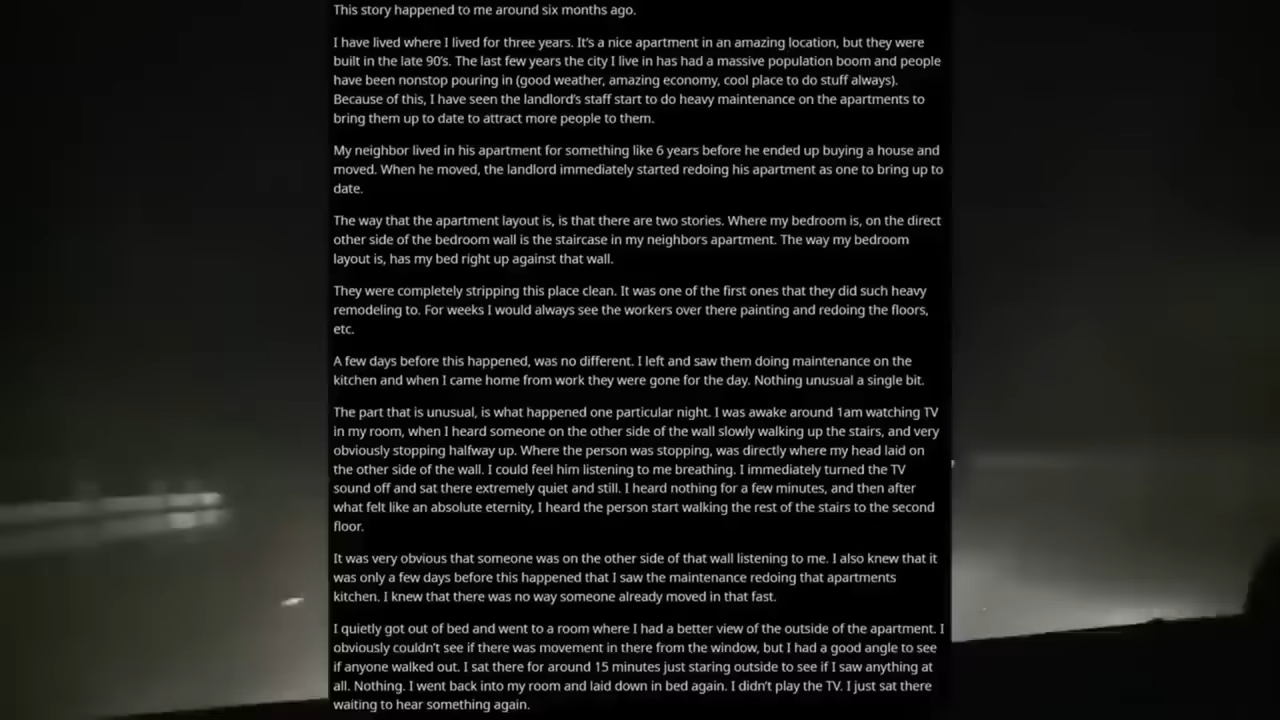 This story happened to me around six months ago.
I have lived where I lived for three years. It's a nice apartment in an amazing location, but they were
built in the late 90's. The last few years the city I live in has had a massive population boom and people
have been nonstop pouring in (good weather, amazing economy, cool place to do stuff always).
Because of this, I have seen the landlord's staff start to do heavy maintenance on the apartments to
bring them up to date to attract more people to them.
My neighbor lived in his apartment for something like 6 years before he ended up buying a house and
moved. When he moved, the landlord immediately started redoing his apartment as one to bring up to
date.
The way that the apartment layout is, is that there are two stories. Where my bedroom is, on the direct
other side of the bedroom wall is the staircase in my neighbors apartment. The way my bedroom
layout is, has my bed right up against that wall.
They were completely stripping this place clean. It was one of the first ones that they did such heavy
remodeling to. For weeks I would always see the workers over there painting and redoing the floors,
etc.
A few days before this happened, was no different. I left and saw them doing maintenance on the
kitchen and when I came home from work they were gone for the day. Nothing unusual a single bit.
The part that is unusual, is what happened one particular night. I was awake around 1am watching TV
in my room, when I heard someone on the other side of the wall slowly walking up the stairs, and very
obviously stopping halfway up. Where the person was stopping, was directly where my head laid on
the other side of the wall. I could feel him listening to me breathing. I immediately turned the TV
sound off and sat there extremely quiet and still. I heard nothing for a few minutes, and then after
what felt like an absolute eternity, I heard the person start walking the rest of the stairs to the second
floor.
It was very obvious that someone was on the other side of that wall listening to me. I also knew that it
was only a few days before this happened that I saw the maintenance redoing that apartments
kitchen. I knew that there was no way someone already moved in that fast.
I quietly got out of bed and went to a room where I had a better view of the outside of the apartment. I
obviously couldn't see if there was movement in there from the window, but I had a good angle to see
if anyone walked out. I sat there for around 15 minutes just staring outside to see if I saw anything at
all. Nothing. I went back into my room and laid down in bed again. I didn't play the TV. I just sat there
waiting to hear something again.